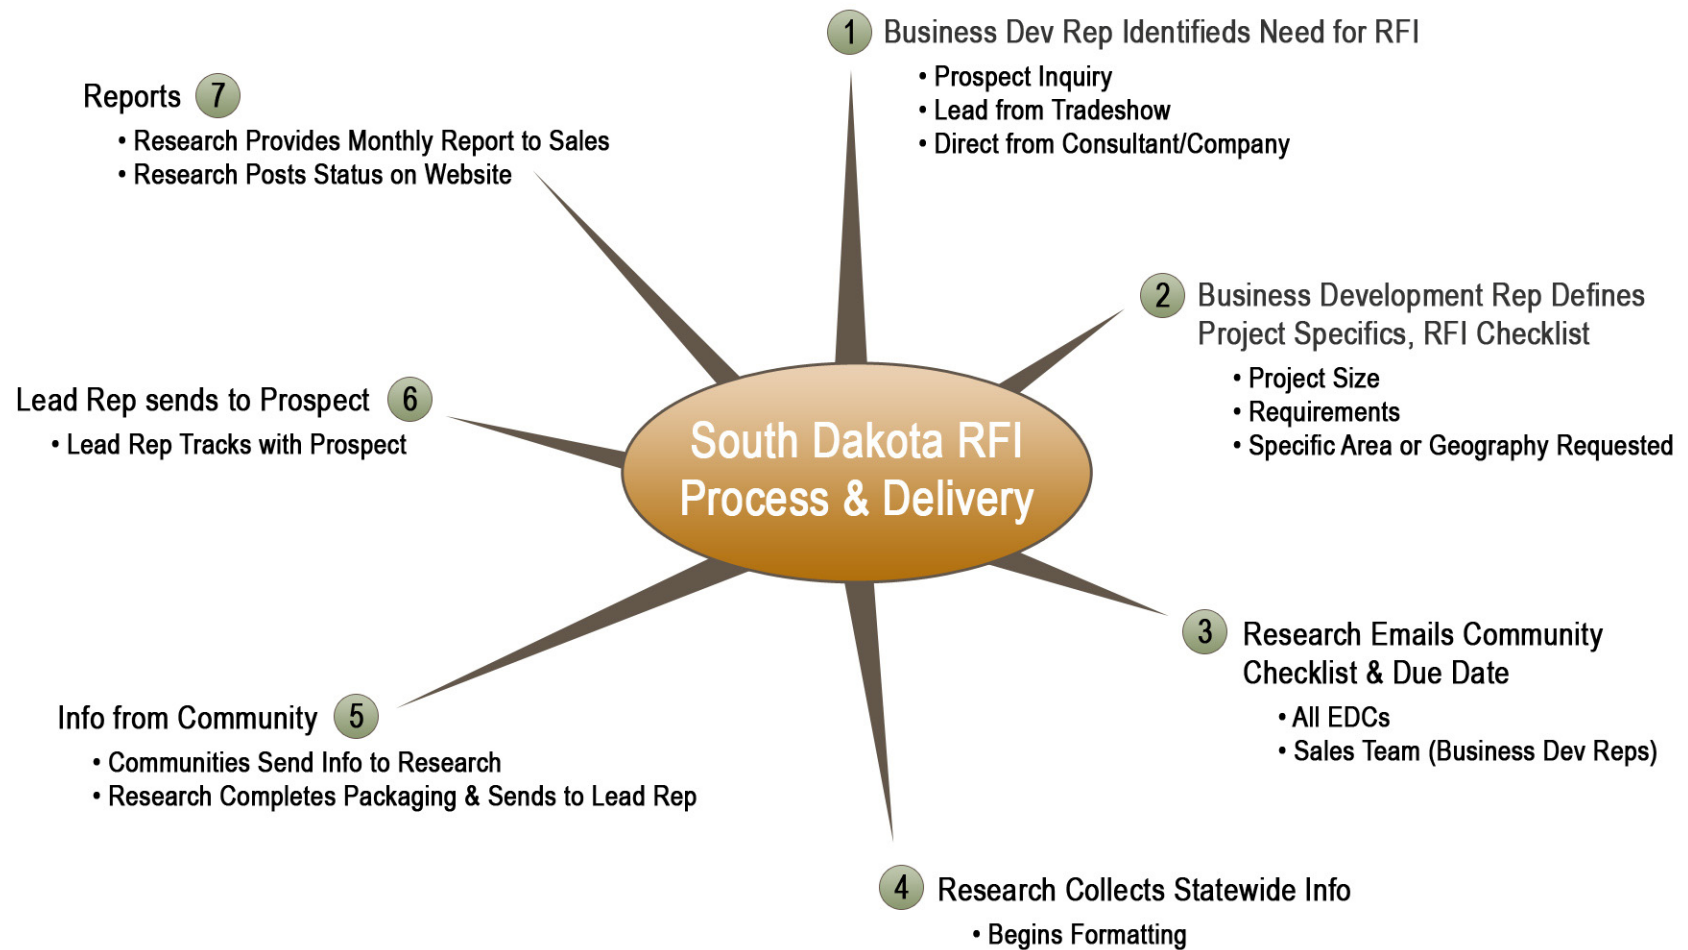 South Dakota RFI
Process & Delivery
1 Business Dev Rep Identifieds Need for RFI
• Prospect Inquiry
• Lead from Tradeshow
• Direct from Consultant/Company
2 Business Development Rep Defines
Project Specifics, RFI Checklist
• Project Size
• Requirements
• Specific Area or Geography Requested
3 Research Emails Community
Checklist & Due Date
• All EDCs
• Sales Team (Business Dev Reps)
4 Research Collects Statewide Info
• Begins Formatting
Info from Community 5
• Communities Send Info to Research
• Research Completes Packaging & Sends to Lead Rep
Lead Rep sends to Prospect 6
• Lead Rep Tracks with Prospect
Reports 7
• Research Provides Monthly Report to Sales
• Research Posts Status on Website